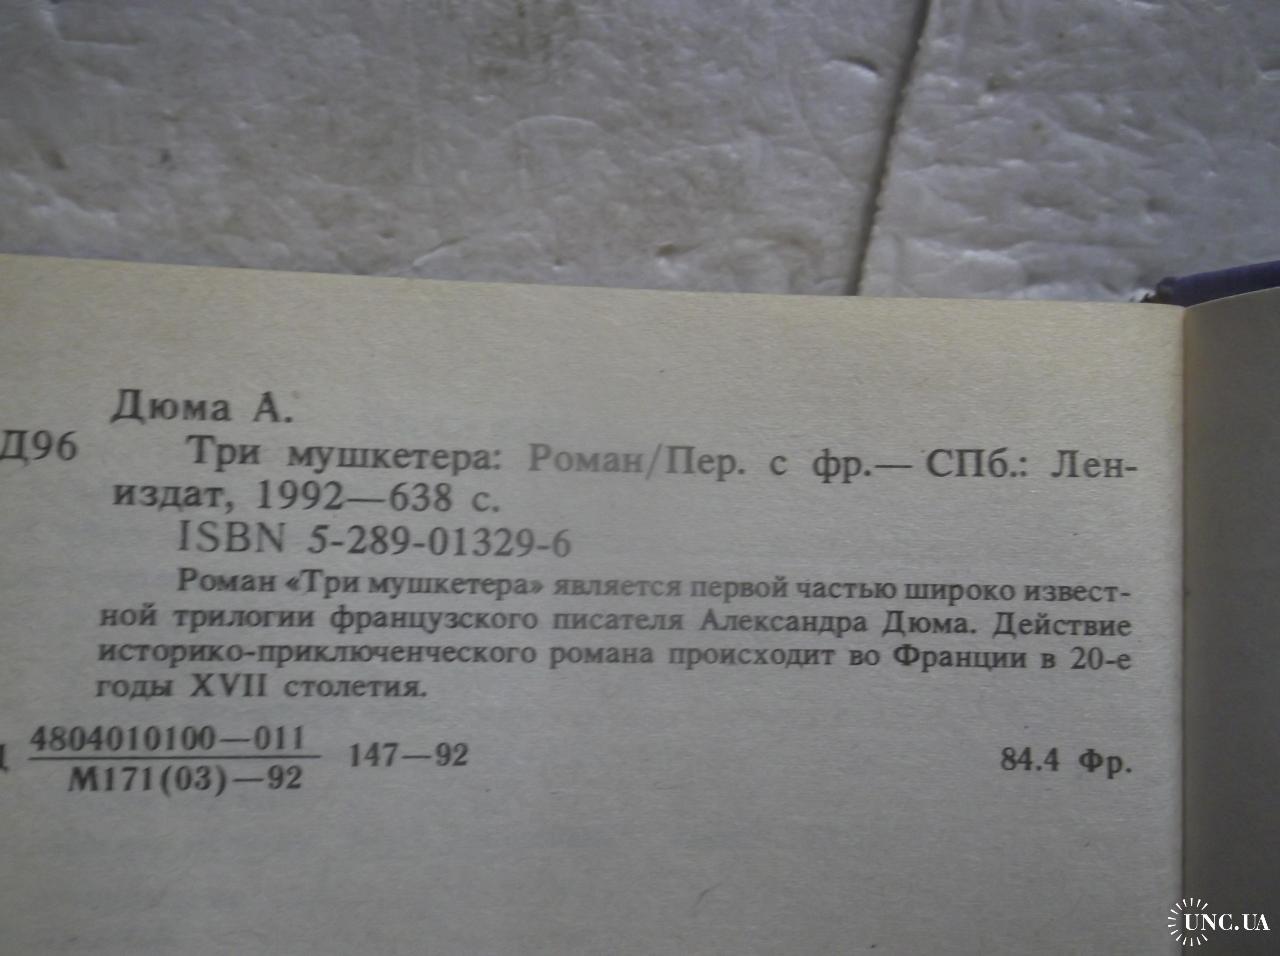 Дюма А.
Д96
Три мушкетера: Роман/Пер. с фр.— СПб.: Лен-
издат, 1992—638 с.
ISBN 5-289-01329-6
Роман «Три мушкетера» является первой частью широко извест-
ной трилогии французского писателя Александра Дюма. Действие
историко-приключенческого романа происходит во Франции в 20-е
годы XVII столетия.
4804010100—011
М171(03)—92
147—92
84.4 Фр.
UNC.UA